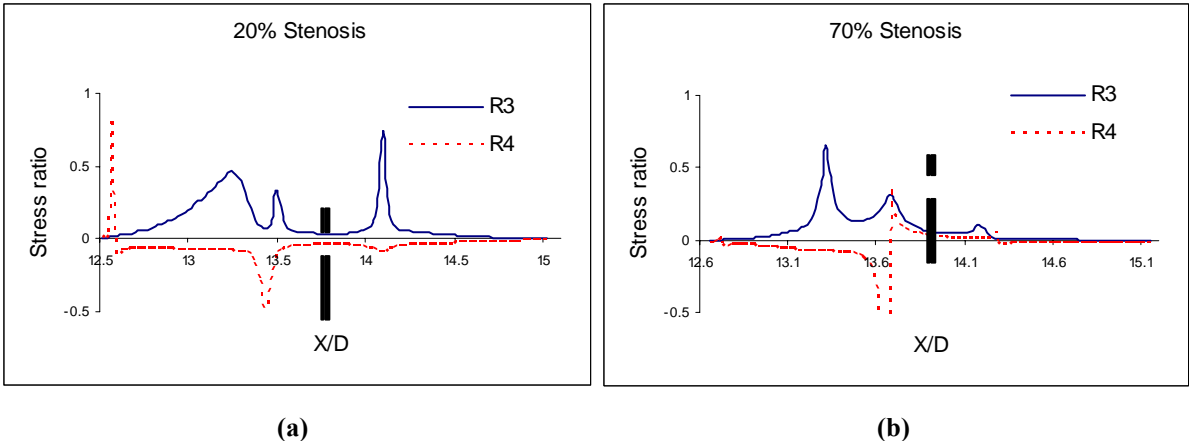 20% Stenosis
1
0.5
0
-0.5
Stress ratio
R3
R4
12.5 13 13.5 14 14.5 15
X/D
70% Stenosis
1
0.5
0
-0.5
Stress ratio
R3
R4
12.6 13.1 13.6 14.1 14.6 15.1
X/D
(a) (b)